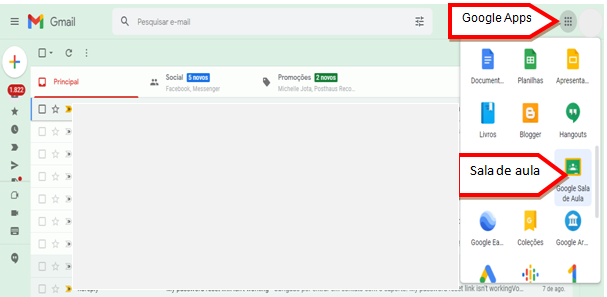 Google Apps
Gmail
Pesquisar e-mail
1.822
Principal
Social
5 novos
Facebook, Messenger
Promoções
2 novos
Michelle Jota, Posthaus Reco...
Document...
Planilhas
Apresenta...
Livros
Blogger
Hangouts
Sala de aula
Google Sala
de Aula
Google Ea...
Coleções
Google Ar...
7 de ago.